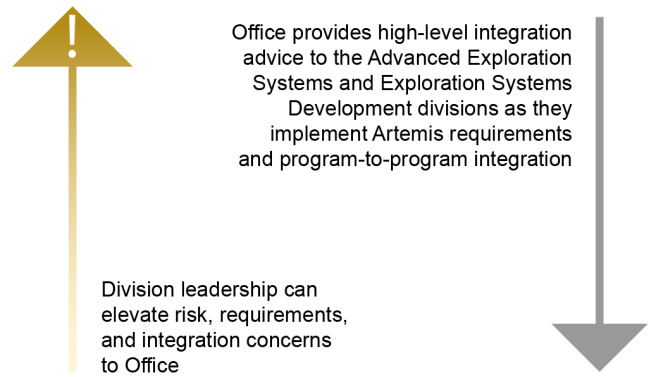 !
Office provides high-level integration
advice to the Advanced Exploration
Systems and Exploration Systems
Development divisions as they
implement Artemis requirements
and program-to-program integration
Division leadership can
elevate risk, requirements,
and integration concerns
to Office